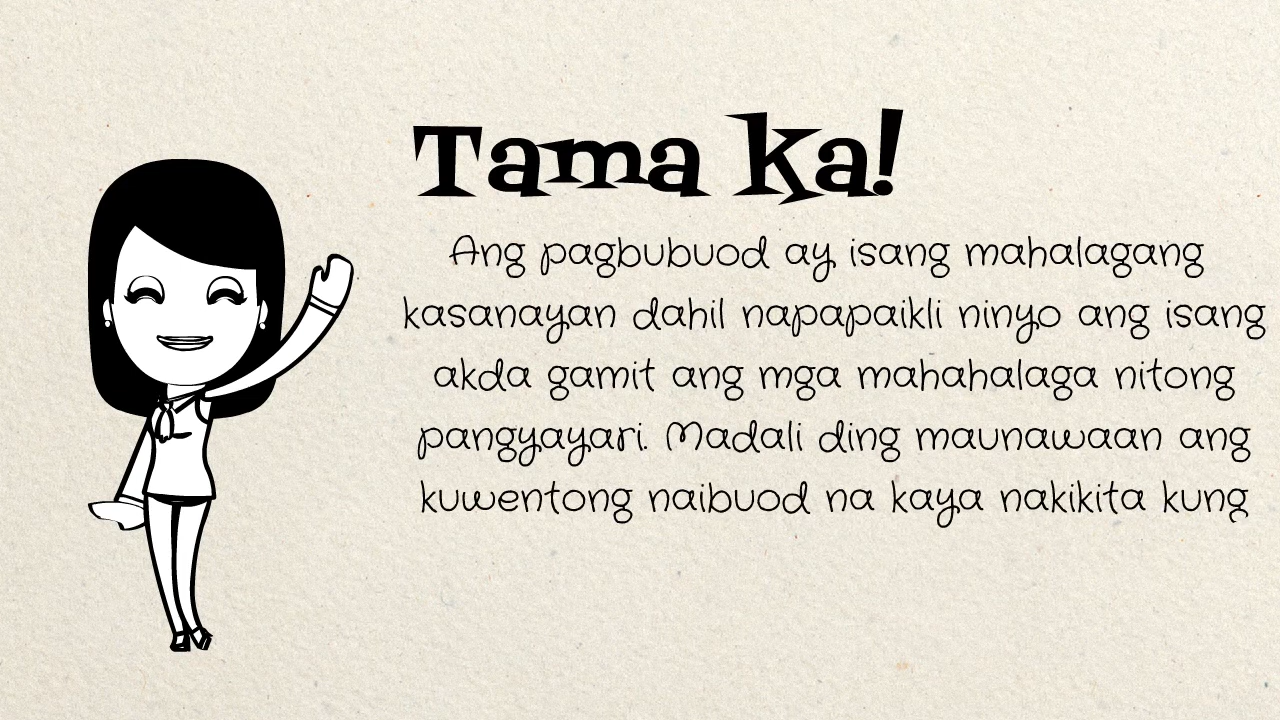 Tama ka!
Ang pagbubuod ay isang mahalagang
kasanayan dahil napapaikli ninyo ang isang
akda gamit ang mga mahahalaga nitong
pangyayari. Madali ding maunawaan ang
kuwentong naibuod na kaya nakikita kung